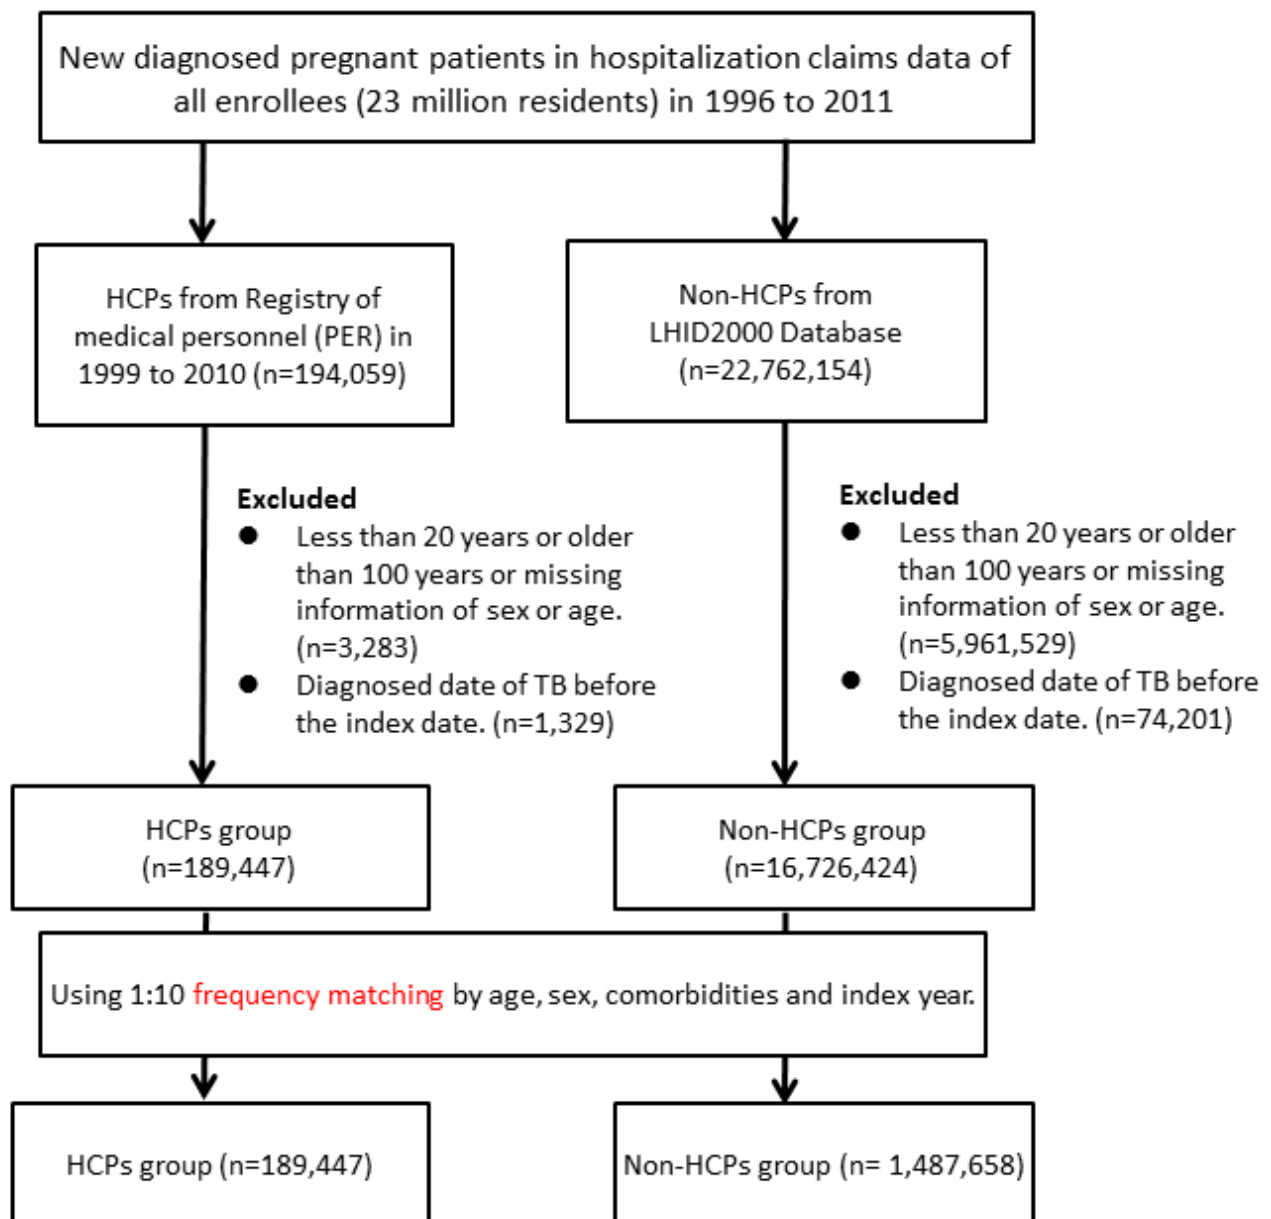 New diagnosed pregnant patients in hospitalization claims data of
all enrollees (23 million residents) in 1996 to 2011
HCPs from Registry of
medical personnel (PER) in
1999 to 2010 (n=194,059)
Non-HCPs from
LHID2000 Database
(n=22,762,154)
Excluded
● Less than 20 years or older
than 100 years or missing
information of sex or age.
(n=3,283)
● Diagnosed date of TB before
the index date. (n=1,329)
Excluded
● Less than 20 years or older
than 100 years or missing
information of sex or age.
(n=5,961,529)
● Diagnosed date of TB before
the index date. (n=74,201)
HCPs group
(n=189,447)
Non-HCPs group
(n=16,726,424)
Using 1:10 frequency matching by age, sex, comorbidities and index year.
HCPs group (n=189,447)
Non-HCPs group (n= 1,487,658)